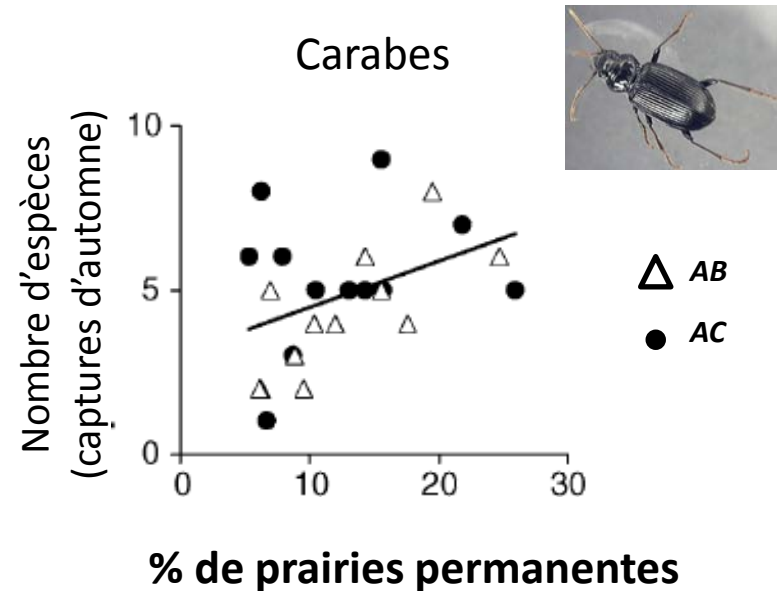 Carabes
Nombre d'espèces
(captures d'automne)
10
5
0
0 10 20 30
% de prairies permanentes
AB
AC